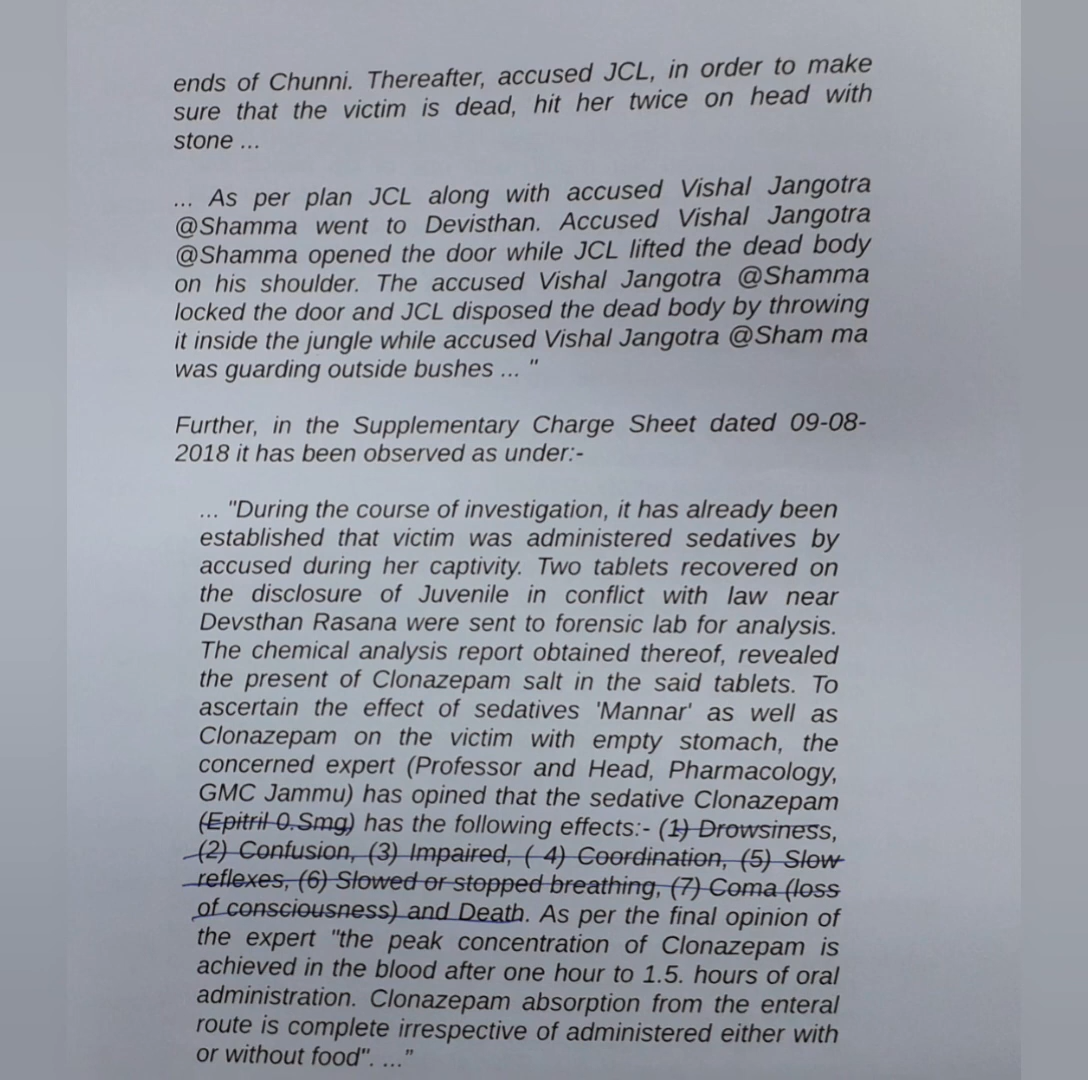 ends of Chunni. Thereafter, accused JCL, in order to make
sure that the victim is dead, hit her twice on head with
stone ...
... As per plan JCL along with accused Vishal Jangotra
@Shamma went to Devisthan. Accused Vishal Jangotra
@Shamma opened the door while JCL lifted the dead body
on his shoulder. The accused Vishal Jangotra @Shamma
locked the door and JCL disposed the dead body by throwing
it inside the jungle while accused Vishal Jangotra @Sham ma
was guarding outside bushes ... "
Further, in the Supplementary Charge Sheet dated 09-08-
2018 it has been observed as under:-
... "During the course of investigation, it has already been
established that victim was administered sedatives by
accused during her captivity. Two tablets recovered on
the disclosure of Juvenile in conflict with law near
Devsthan Rasana were sent to forensic lab for analysis.
The chemical analysis report obtained thereof, revealed
the present of Clonazepam salt in the said tablets. To
ascertain the effect of sedatives 'Mannar' as well as
Clonazepam on the victim with empty stomach, the
concerned expert (Professor and Head, Pharmacology,
GMC Jammu) has opined that the sedative Clonazepam
(Epitril 0.Smg) has the following effects:- (1) Drowsiness,
(2) Confusion, (3) Impaired, ( 4) Coordination, (5) Slow
reflexes, (6) Slowed or stopped breathing, (7) Coma (loss
of consciousness) and Death. As per the final opinion of
the expert "the peak concentration of Clonazepam is
achieved in the blood after one hour to 1.5. hours of oral
administration. Clonazepam absorption from the enteral
route is complete irrespective of administered either with
or without food". ..."